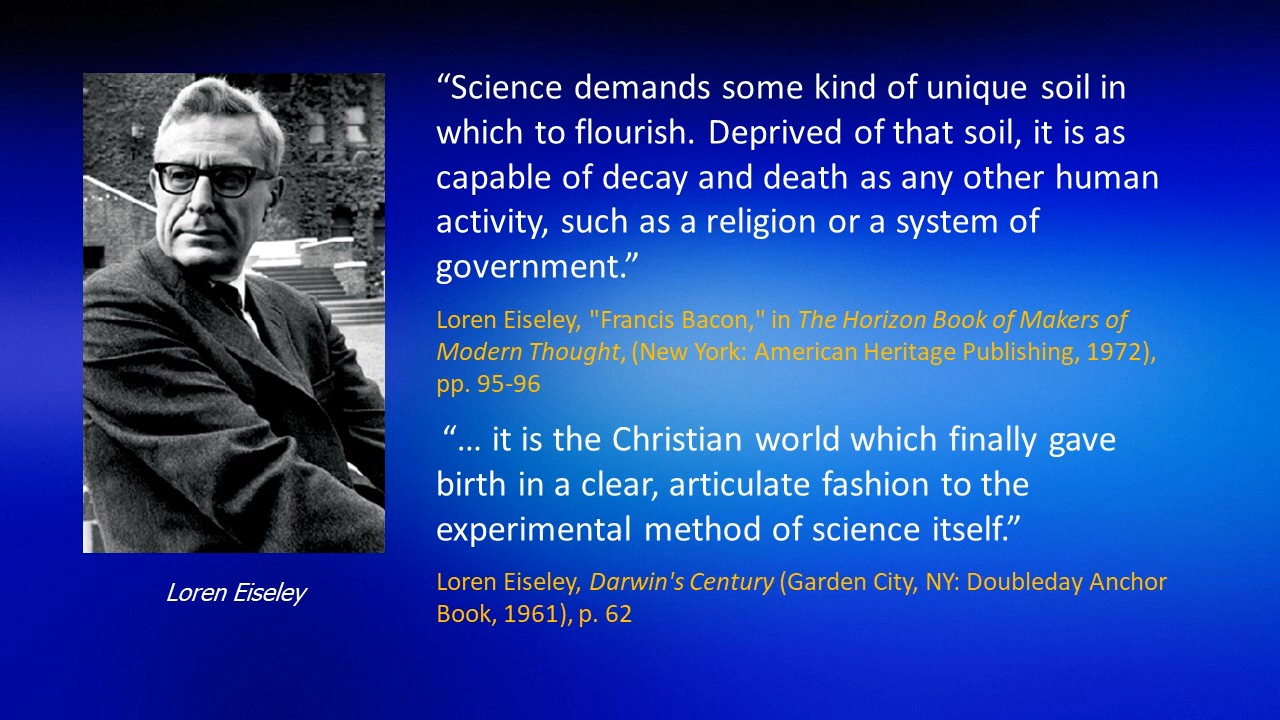 “Science demands some kind of unique soil in
which to flourish. Deprived of that soil, it is as
capable of decay and death as any other human
activity, such as a religion or a system of
government.”
Loren Eiseley, "Francis Bacon," in The Horizon Book of Makers of
Modern Thought, (New York: American Heritage Publishing, 1972),
pp. 95-96
“… it is the Christian world which finally gave
birth in a clear, articulate fashion to the
experimental method of science itself.”
Loren Eiseley, Darwin's Century (Garden City, NY: Doubleday Anchor
Book, 1961), p. 62
Loren Eiseley